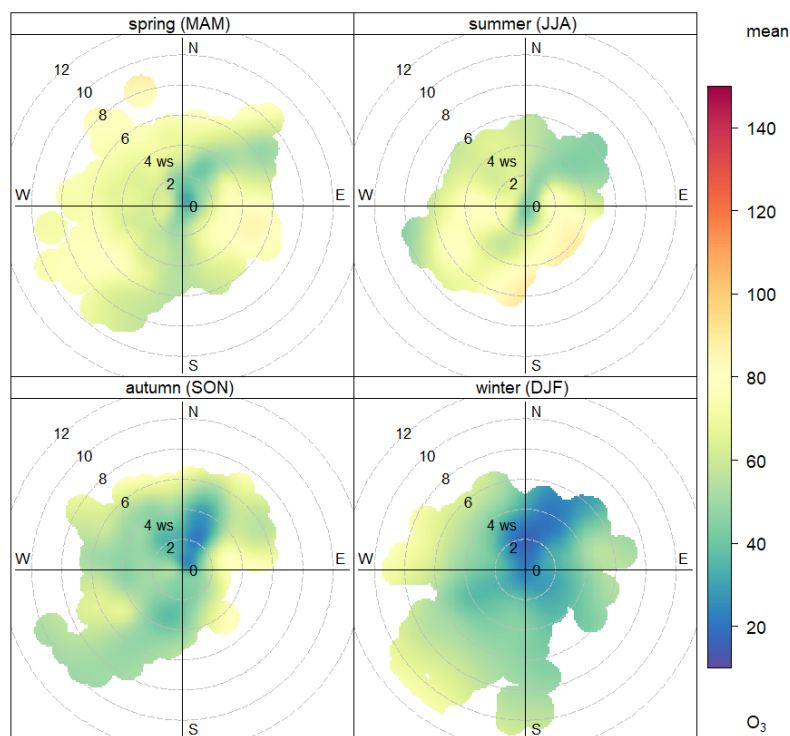 spring (MAM)
summer (JJA)
mean
N
12
10
8
6
4 ws
2
0
W
E
S
N
12
10
8
6
4 ws
2
0
W
E
S
autumn (SON)
winter (DJF)
N
12
10
8
6
4 ws
2
0
W
E
S
N
12
10
8
6
4 ws
2
0
W
E
S
140
120
100
80
60
40
20
O₃